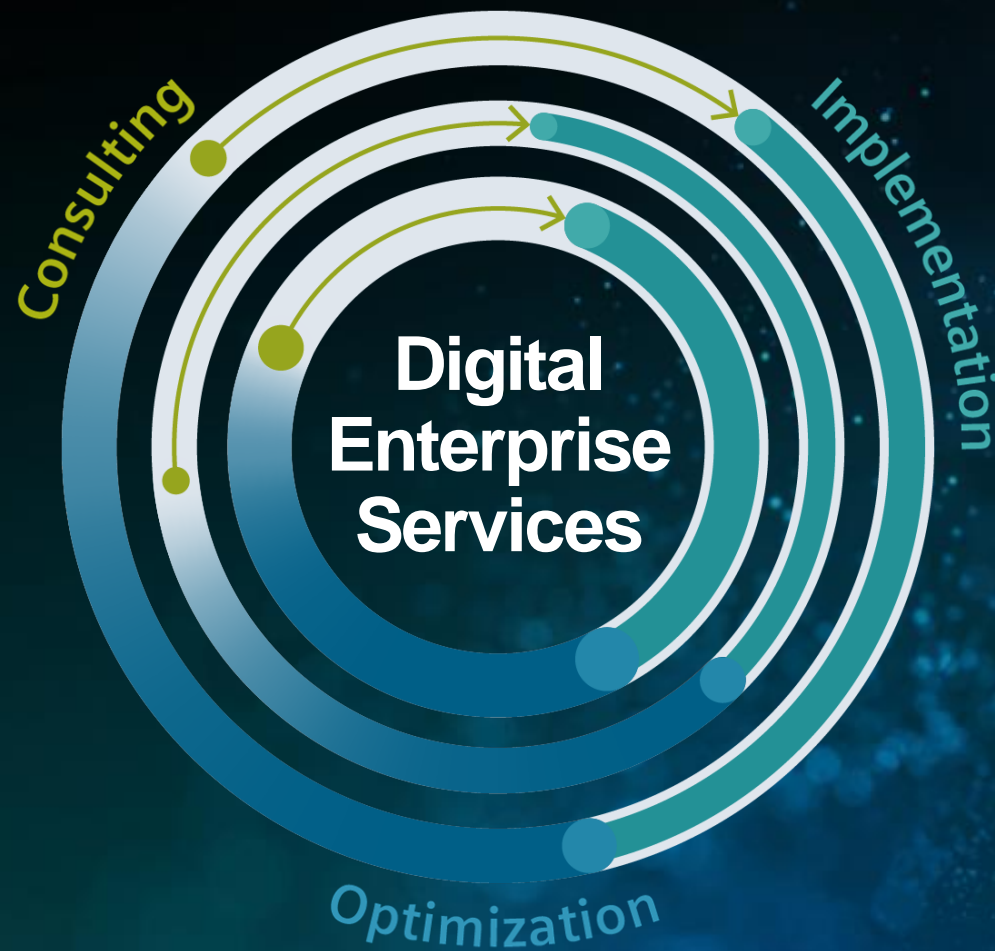 Consulting
Implementation
Digital
Enterprise
Services
Optimization